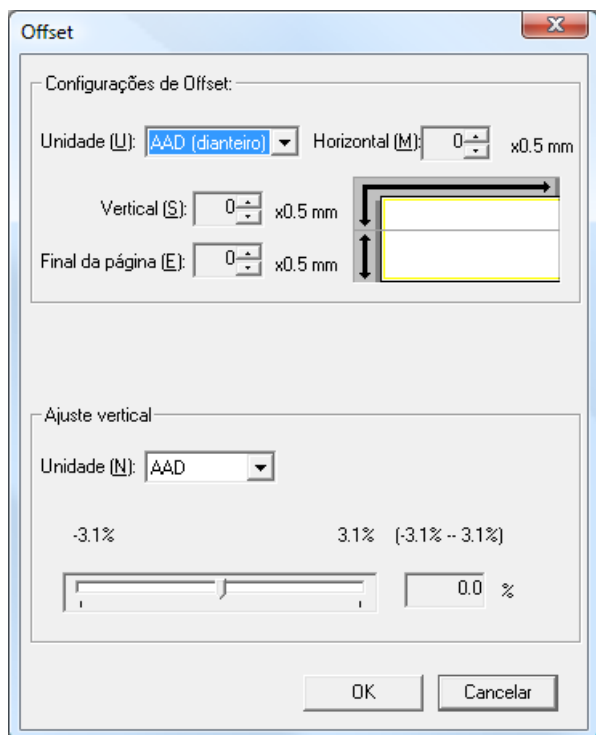 Offset
Configurações de Offset:
Unidade (U): AAD (dianteiro) Horizontal (M): 0 x0.5 mm
Vertical (S): 0 x0.5 mm
Final da página (E): 0 x0.5 mm
Ajuste vertical
Unidade (N): AAD
-3.1% 3.1% (-3.1% -- 3.1%)
0.0 %
OK Cancelar